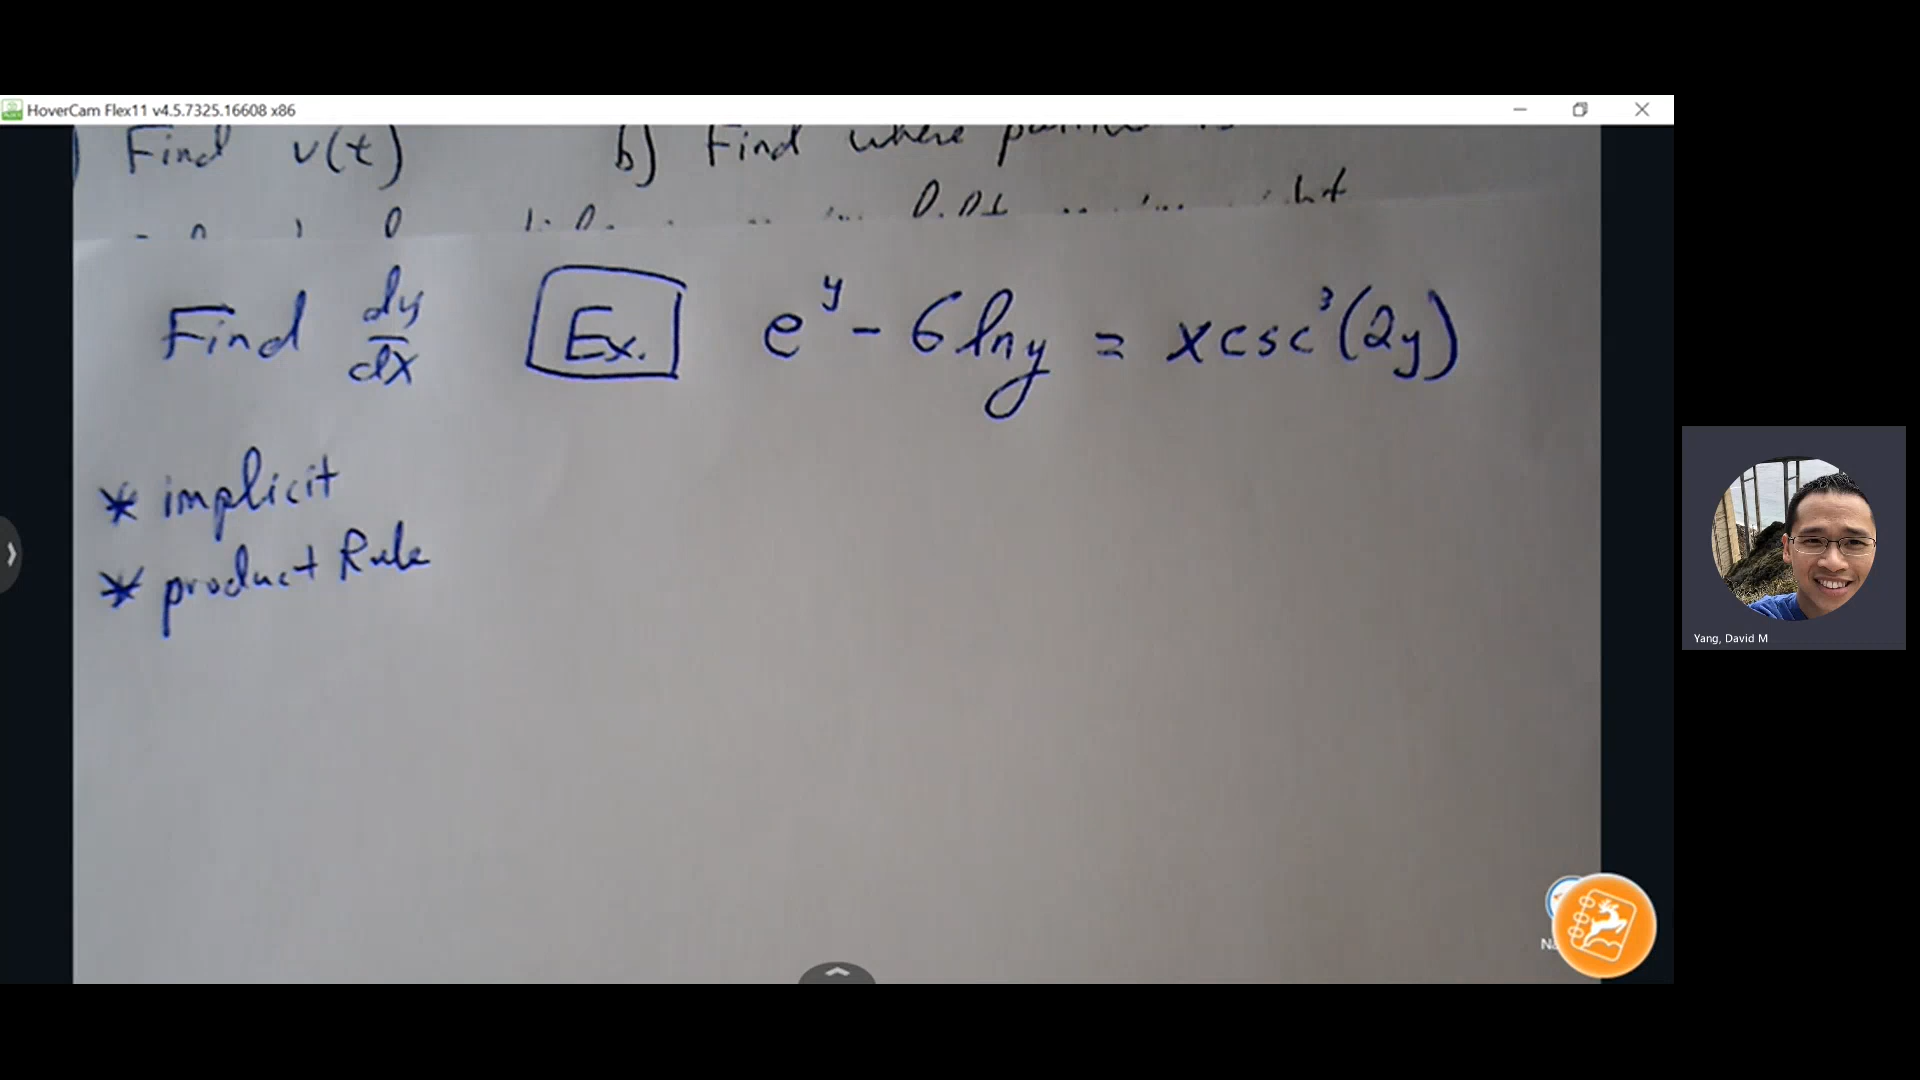 HoverCam Flex11 v4.5.7325.16608 x86
Find v(t) b) Find where
Find dy/dx Ex. e^y - 6 ln y = x csc^3(2y)
* implicit
* product Rule
Yang, David M